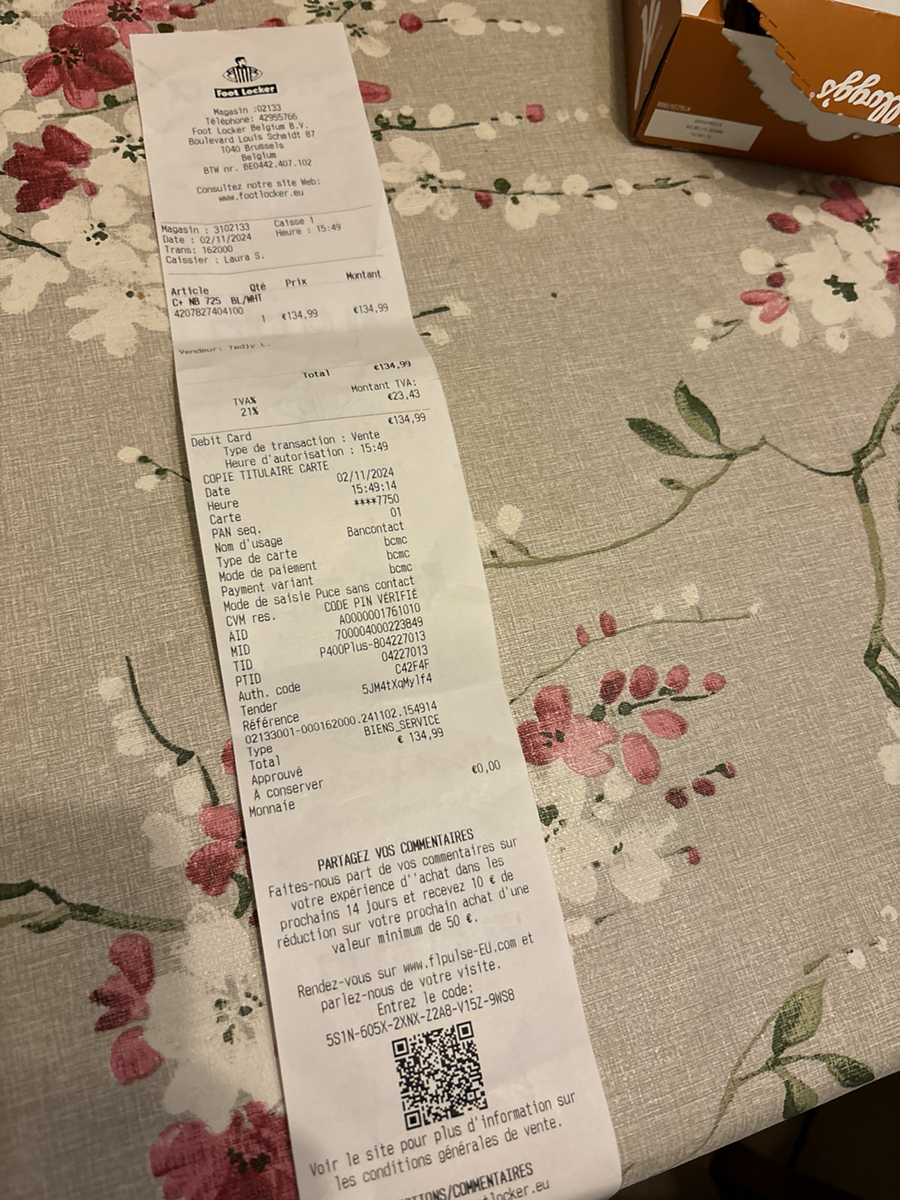 Foot Locker
Magasin :02133
Téléphone: 42955766
Foot Locker Belgium B.V.
Boulevard Louis Schmidt 87
1040 Brussels
Belgium
BTW nr. BE0442.407.102
Consultez notre site Web:
www.footlocker.eu
Magasin : 3102133 Caisse 1
Date : 02/11/2024 Heure : 15:49
Trans: 162000
Caissier : Laura S.
Article Qté Prix Montant
C+ NB 725 BL/WHT
4207827404100 1 €134,99 €134,99
Vendeur: Tedjy L.
Total €134,99
TVA% Montant TVA:
21% €23,43
Debit Card €134,99
Type de transaction : Vente
Heure d'autorisation : 15:49
COPIE TITULAIRE CARTE
Date 02/11/2024
Heure 15:49:14
Carte ****7750
PAN seq. 01
Nom d'usage Bancontact
Type de carte bcmc
Mode de paiement bcmc
Payment variant bcmc
Mode de saisie Puce sans contact
CVM res. CODE PIN VÉRIFIÉ
AID A0000001761010
MID 700004000223849
TID P400Plus-804227013
PTID 04227013
Auth. code C42F4F
Tender 5JM4tXqMy1f4
Référence
02133001-000162000.241102.154914
Type BIENS_SERVICE
Total € 134,99
Approuvé
A conserver
Monnaie €0,00
PARTAGEZ VOS COMMENTAIRES
Faites-nous part de vos commentaires sur
votre expérience d''achat dans les
prochains 14 jours et recevez 10 € de
réduction sur votre prochain achat d'une
valeur minimum de 50 €.
Rendez-vous sur www.flpulse-EU.com et
parlez-nous de votre visite.
Entrez le code:
5S1N-605X-2XNX-Z2A8-V15Z-9WS8
Voir le site pour plus d'information sur
les conditions générales de vente.
TIONS/COMMENTAIRES
tlocker.eu